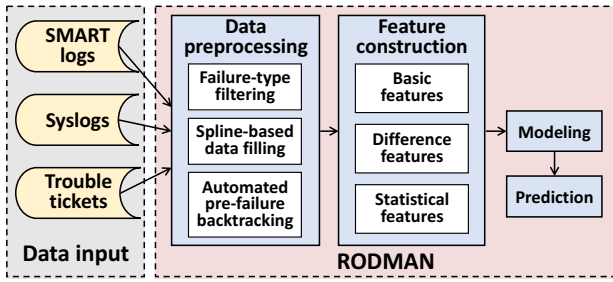 SMART
logs
Syslogs
Trouble
tickets
Data input
Data
preprocessing
Failure-type
filtering
Spline-based
data filling
Automated
pre-failure
backtracking
Feature
construction
Basic
features
Difference
features
Statistical
features
Modeling
Prediction
RODMAN